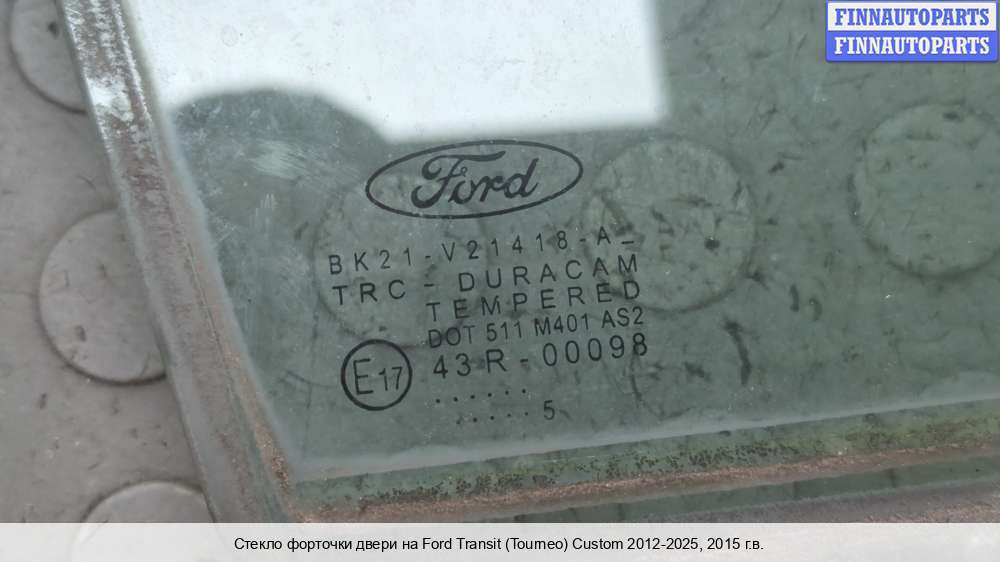 FINNAUTOPARTS
FINNAUTOPARTS
Ford
BK21-V21418-A-
TRC-DURACAM
TEMPERED
DOT 511 M401 AS2
E17 43R-00098
......
.....5
Стекло форточки двери на Ford Transit (Tourneo) Custom 2012-2025, 2015 г.в.